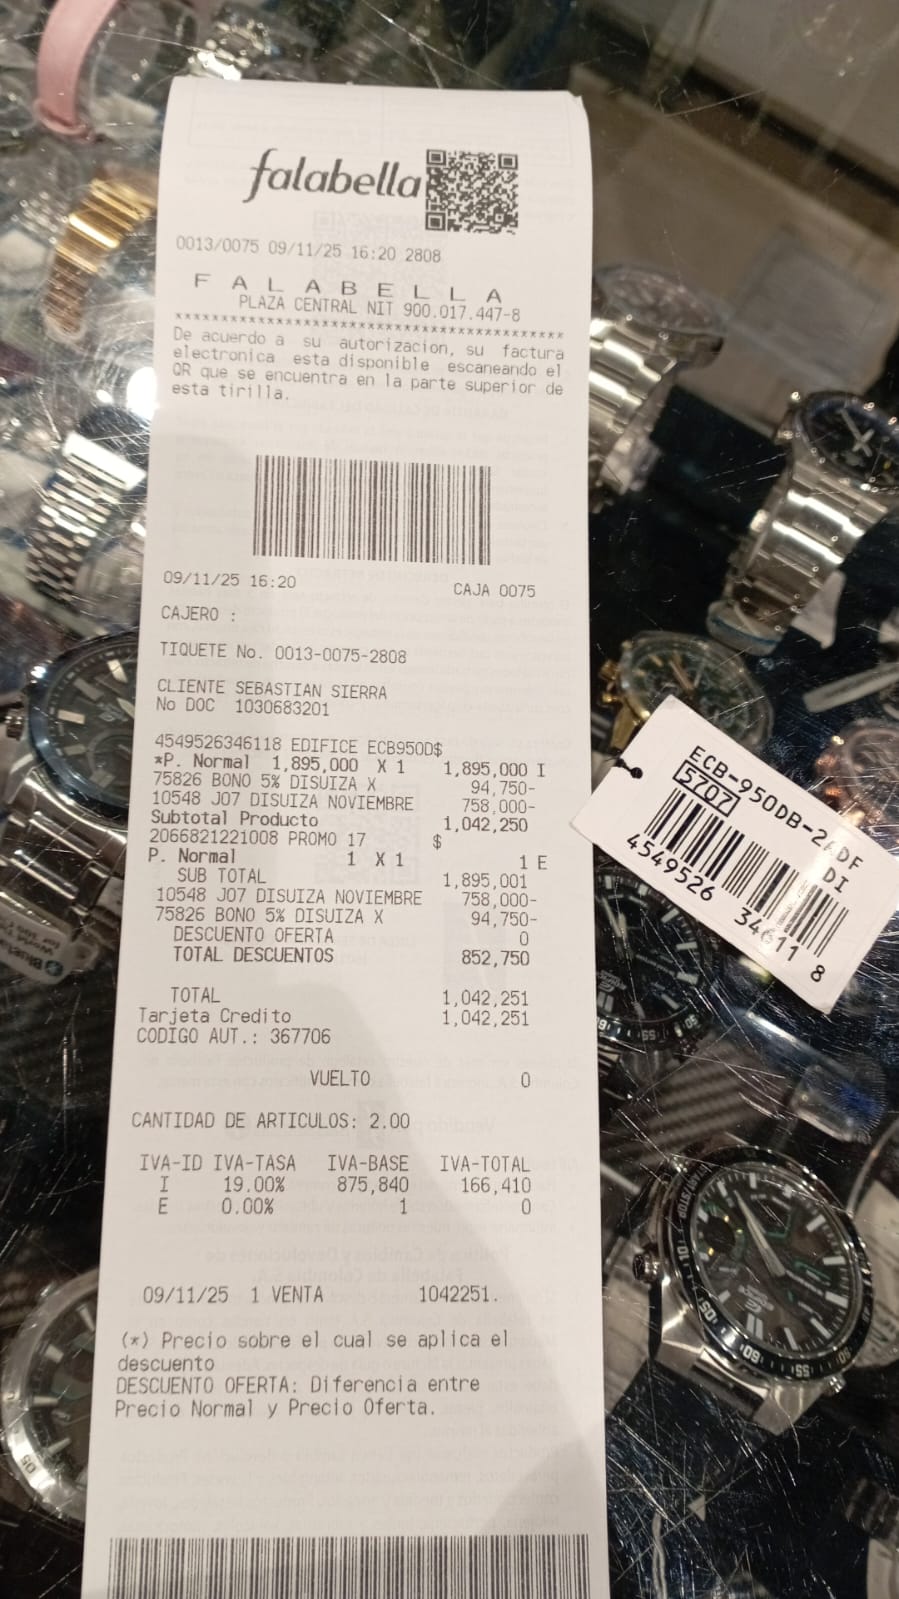 falabella
0013/0075 09/11/25 16:20 2808
F A L A B E L L A
PLAZA CENTRAL NIT 900.017.447-8
****************************************
De acuerdo a su autorizacion, su factura
electronica esta disponible escaneando el
QR que se encuentra en la parte superior de
esta tirilla.
09/11/25 16:20 CAJA 0075
CAJERO :
TIQUETE No. 0013-0075-2808
CLIENTE SEBASTIAN SIERRA
No DOC 1030683201
4549526346118 EDIFICE ECB950D$
*P. Normal 1,895,000 X 1 1,895,000 I
75826 BONO 5% DISUIZA X 94,750-
10548 J07 DISUIZA NOVIEMBRE 758,000-
Subtotal Producto 1,042,250
2066821221008 PROMO 17 $
P. Normal 1 X 1 1 E
SUB TOTAL 1,895,001
10548 J07 DISUIZA NOVIEMBRE 758,000-
75826 BONO 5% DISUIZA X 94,750-
DESCUENTO OFERTA 0
TOTAL DESCUENTOS 852,750
TOTAL 1,042,251
Tarjeta Credito 1,042,251
CODIGO AUT.: 367706
VUELTO 0
CANTIDAD DE ARTICULOS: 2.00
IVA-ID IVA-TASA IVA-BASE IVA-TOTAL
I 19.00% 875,840 166,410
E 0.00% 1 0
09/11/25 1 VENTA 1042251.
(*) Precio sobre el cual se aplica el
descuento
DESCUENTO OFERTA: Diferencia entre
Precio Normal y Precio Oferta.
5707
DI
4549526 346118